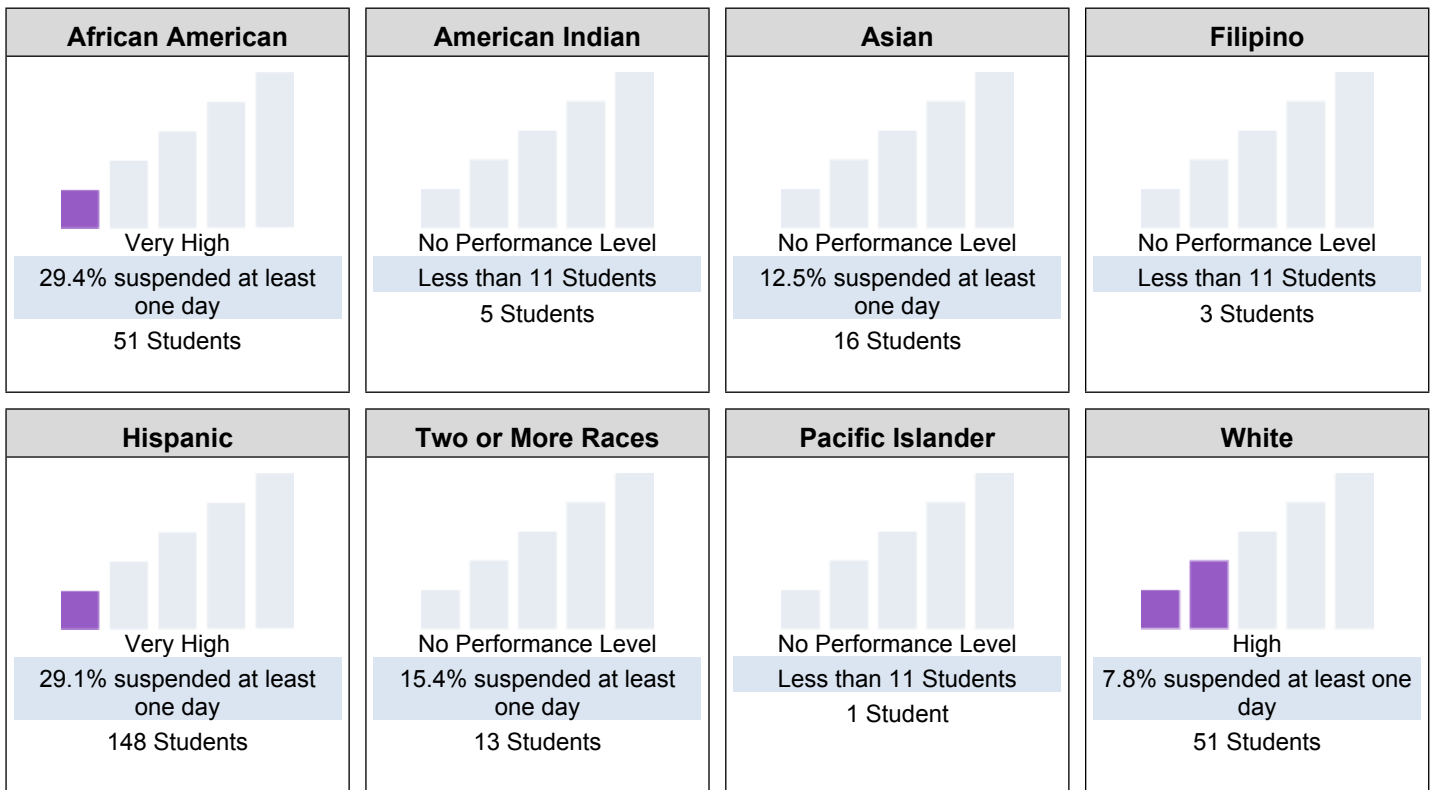 African American
Very High
29.4% suspended at least
one day
51 Students
American Indian
No Performance Level
Less than 11 Students
5 Students
Asian
No Performance Level
12.5% suspended at least
one day
16 Students
Filipino
No Performance Level
Less than 11 Students
3 Students
Hispanic
Very High
29.1% suspended at least
one day
148 Students
Two or More Races
No Performance Level
15.4% suspended at least
one day
13 Students
Pacific Islander
No Performance Level
Less than 11 Students
1 Student
White
High
7.8% suspended at least one
day
51 Students